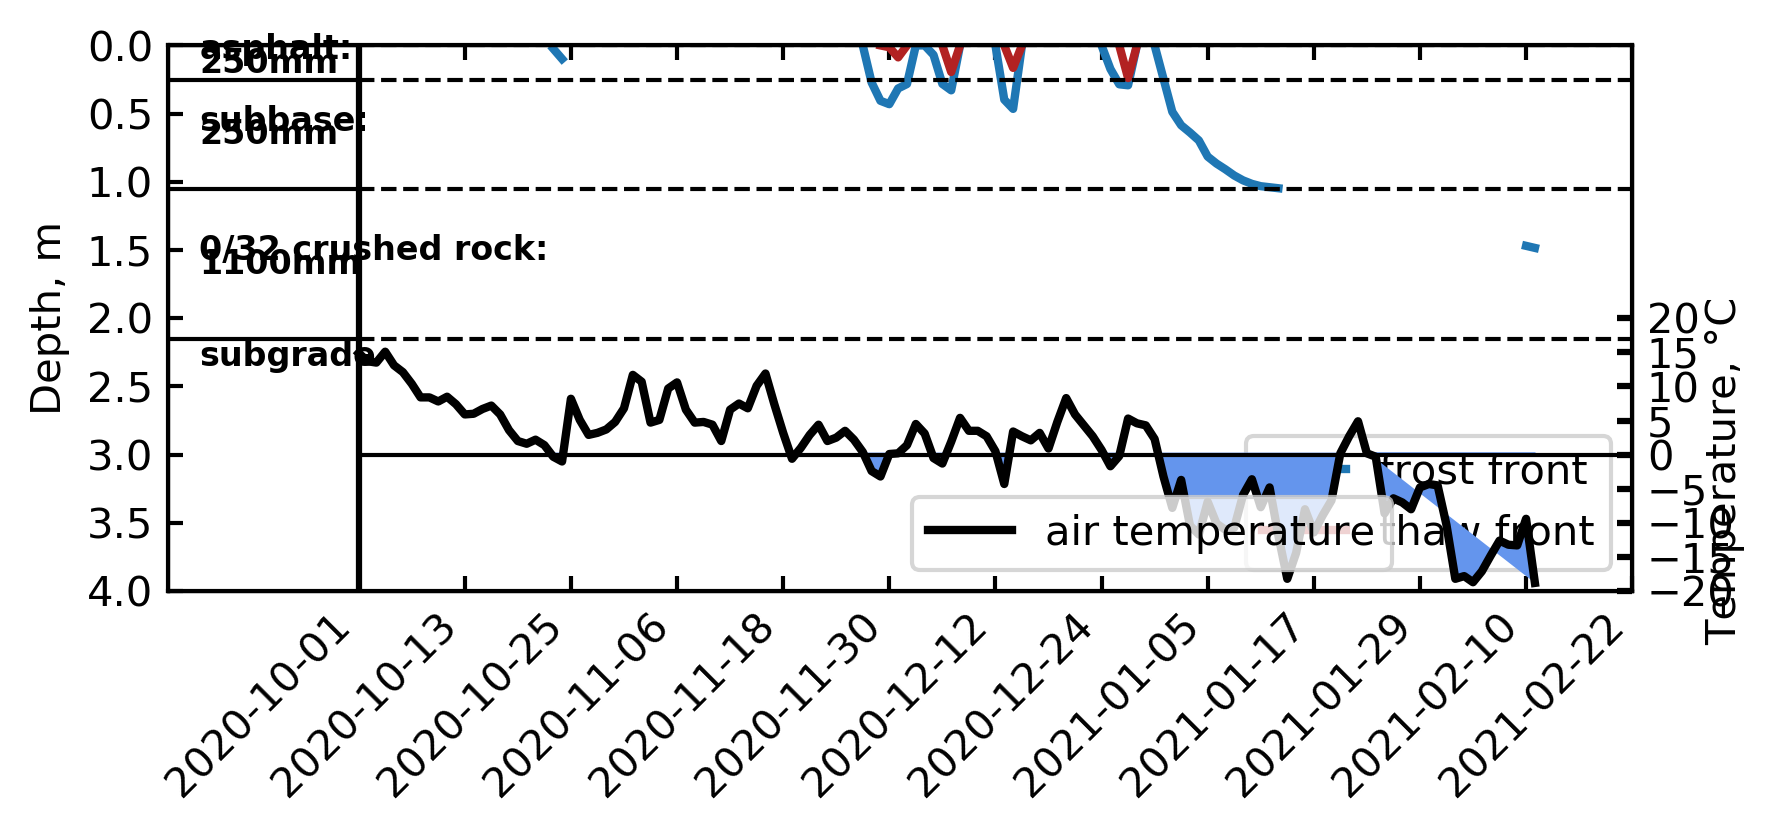 0.0
0.5
1.0
1.5
2.0
2.5
3.0
3.5
4.0
Depth, m
asphalt:
250mm
subbase:
250mm
0/32 crushed rock:
1100mm
subgrade
20
15
10
5
0
−5
−10
−15
−20
Temperature, °C
frost front
thaw front
air temperature
2020-10-01
2020-10-13
2020-10-25
2020-11-06
2020-11-18
2020-11-30
2020-12-12
2020-12-24
2021-01-05
2021-01-17
2021-01-29
2021-02-10
2021-02-22